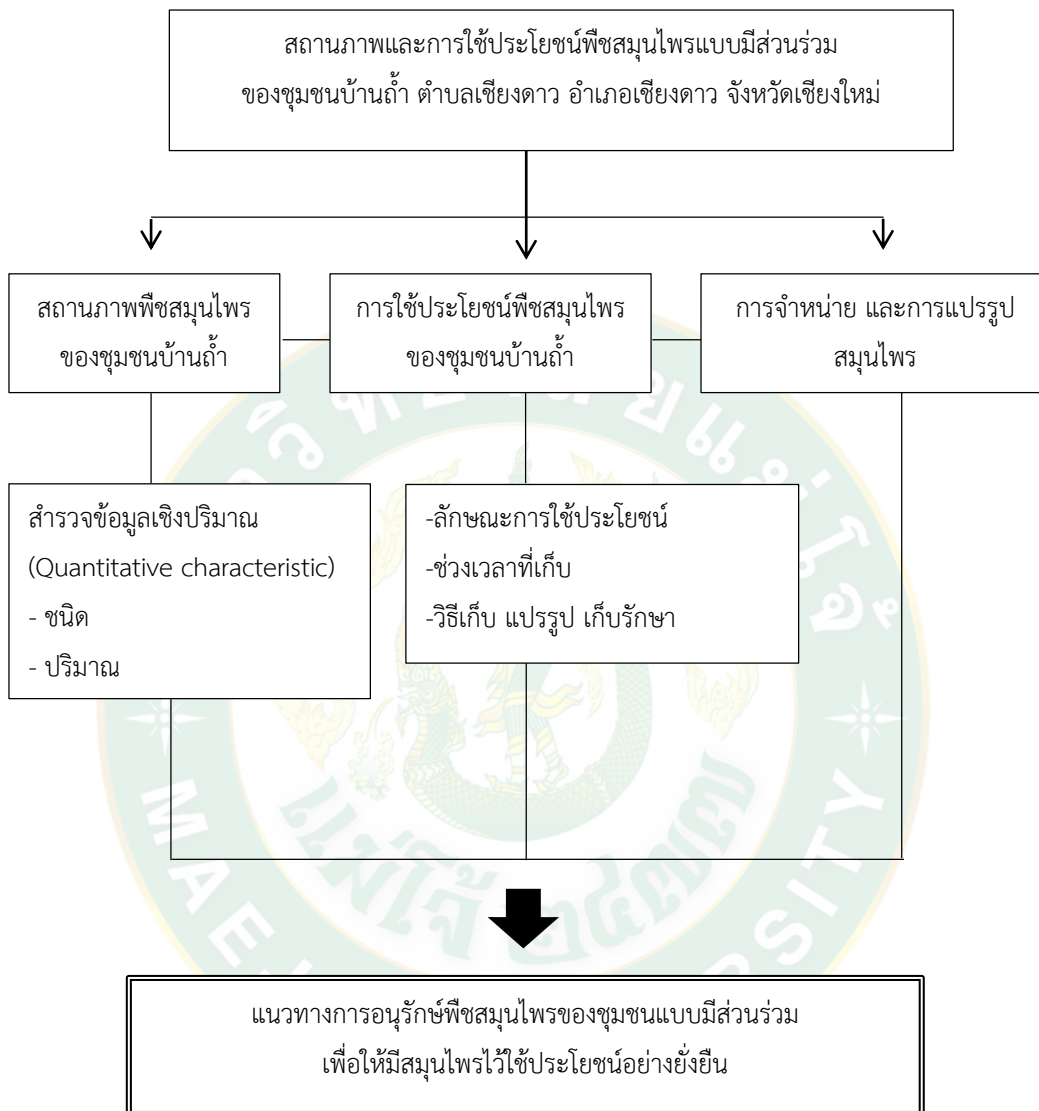 สถานภาพและการใช้ประโยชน์พืชสมุนไพรแบบมีส่วนร่วม
ของชุมชนบ้านถ้ำ ตำบลเชียงดาว อำเภอเชียงดาว จังหวัดเชียงใหม่
สถานภาพพืชสมุนไพร
ของชุมชนบ้านถ้ำ
การใช้ประโยชน์พืชสมุนไพร
ของชุมชนบ้านถ้ำ
การจำหน่าย และการแปรรูป
สมุนไพร
สำรวจข้อมูลเชิงปริมาณ
(Quantitative characteristic)
- ชนิด
- ปริมาณ
-ลักษณะการใช้ประโยชน์
-ช่วงเวลาที่เก็บ
-วิธีเก็บ แปรรูป เก็บรักษา
แม่โจ้ ๒๔๗๗
แนวทางการอนุรักษ์พืชสมุนไพรของชุมชนแบบมีส่วนร่วม
เพื่อให้มีสมุนไพรไว้ใช้ประโยชน์อย่างยั่งยืน